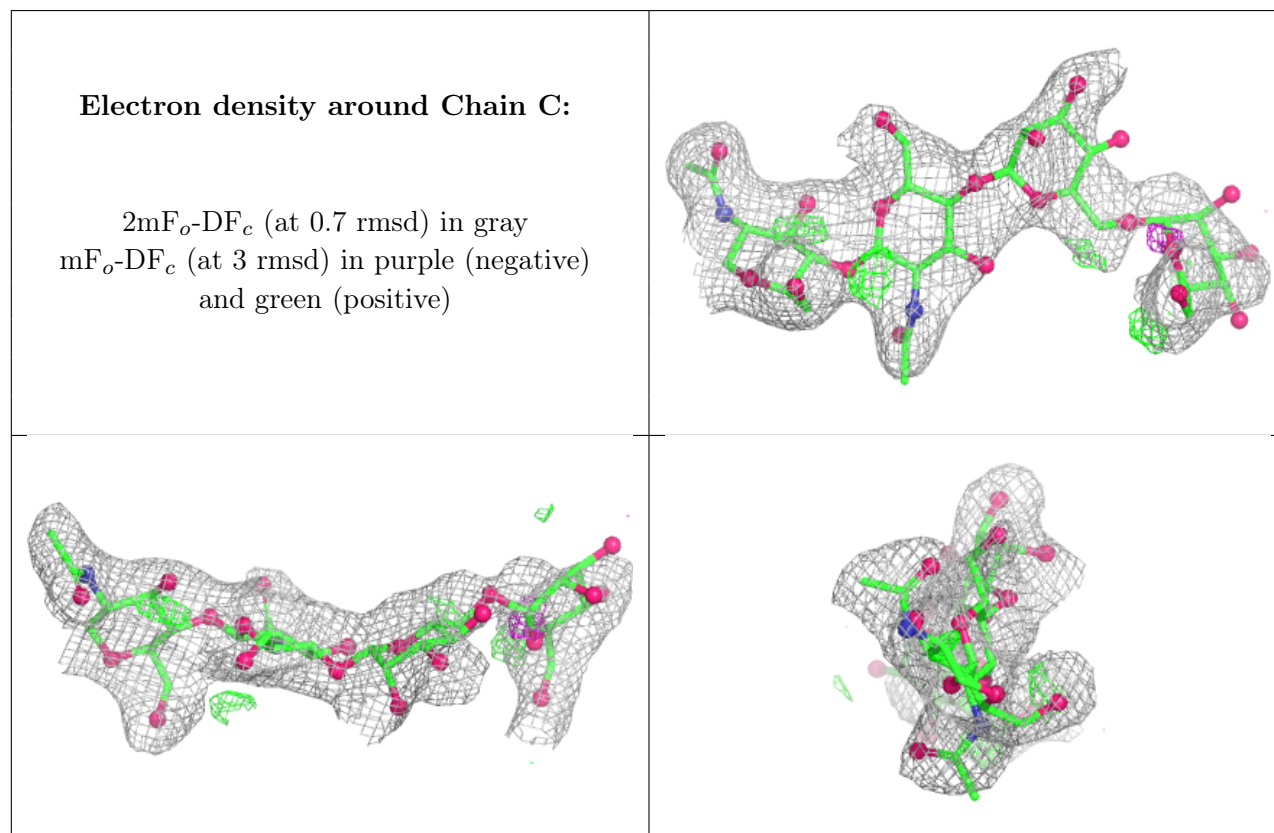 Electron density around Chain C:
2mFₒ-DF𝒸 (at 0.7 rmsd) in gray
mFₒ-DF𝒸 (at 3 rmsd) in purple (negative)
and green (positive)